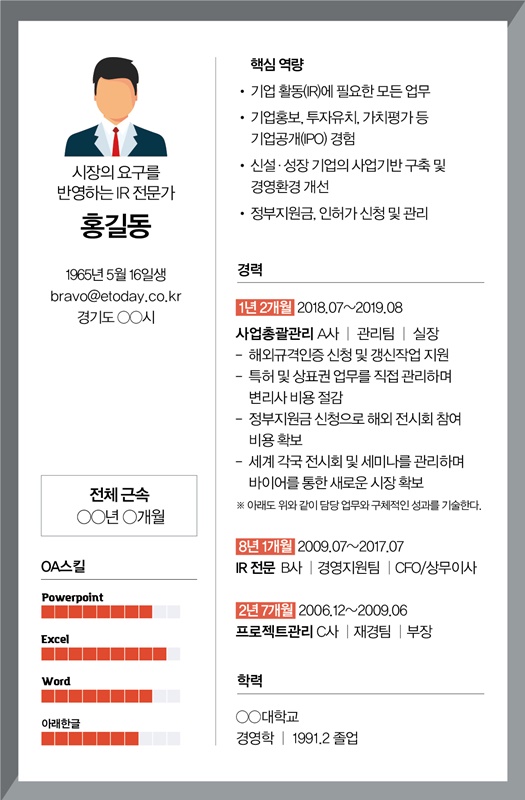 시장의 요구를
반영하는 IR 전문가
홍길동
1965년 5월 16일생
bravo@etoday.co.kr
경기도 ○○시
전체 근속
○○년 ○개월
OA스킬
Powerpoint
Excel
Word
아래한글
핵심 역량
• 기업 활동(IR)에 필요한 모든 업무
• 기업홍보, 투자유치, 가치평가 등
기업공개(IPO) 경험
• 신설·성장 기업의 사업기반 구축 및
경영환경 개선
• 정부지원금, 인허가 신청 및 관리
경력
1년 2개월 2018.07~2019.08
사업총괄관리 A사 | 관리팀 | 실장
- 해외규격인증 신청 및 갱신작업 지원
- 특허 및 상표권 업무를 직접 관리하며
변리사 비용 절감
- 정부지원금 신청으로 해외 전시회 참여
비용 확보
- 세계 각국 전시회 및 세미나를 관리하며
바이어를 통한 새로운 시장 확보
※ 아래도 위와 같이 담당 업무와 구체적인 성과를 기술한다.
8년 1개월 2009.07~2017.07
IR 전문 B사 | 경영지원팀 | CFO/상무이사
2년 7개월 2006.12~2009.06
프로젝트관리 C사 | 재경팀 | 부장
학력
○○대학교
경영학 | 1991.2 졸업